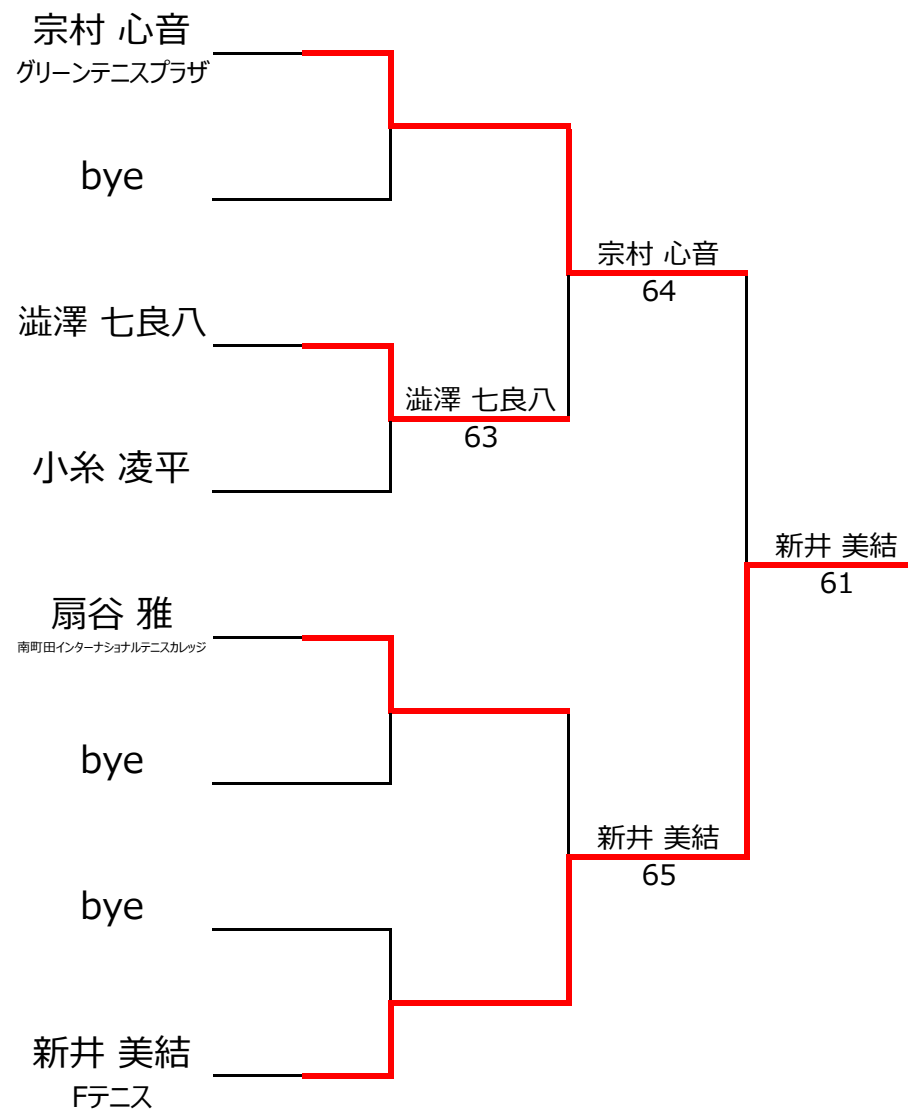 宗村 心音
グリーンテニスプラザ
bye
宗村 心音
64
澁澤 七良八
澁澤 七良八
63
小糸 凌平
新井 美結
61
扇谷 雅
南町田インターナショナルテニスカレッジ
bye
新井 美結
65
bye
新井 美結
Fテニス